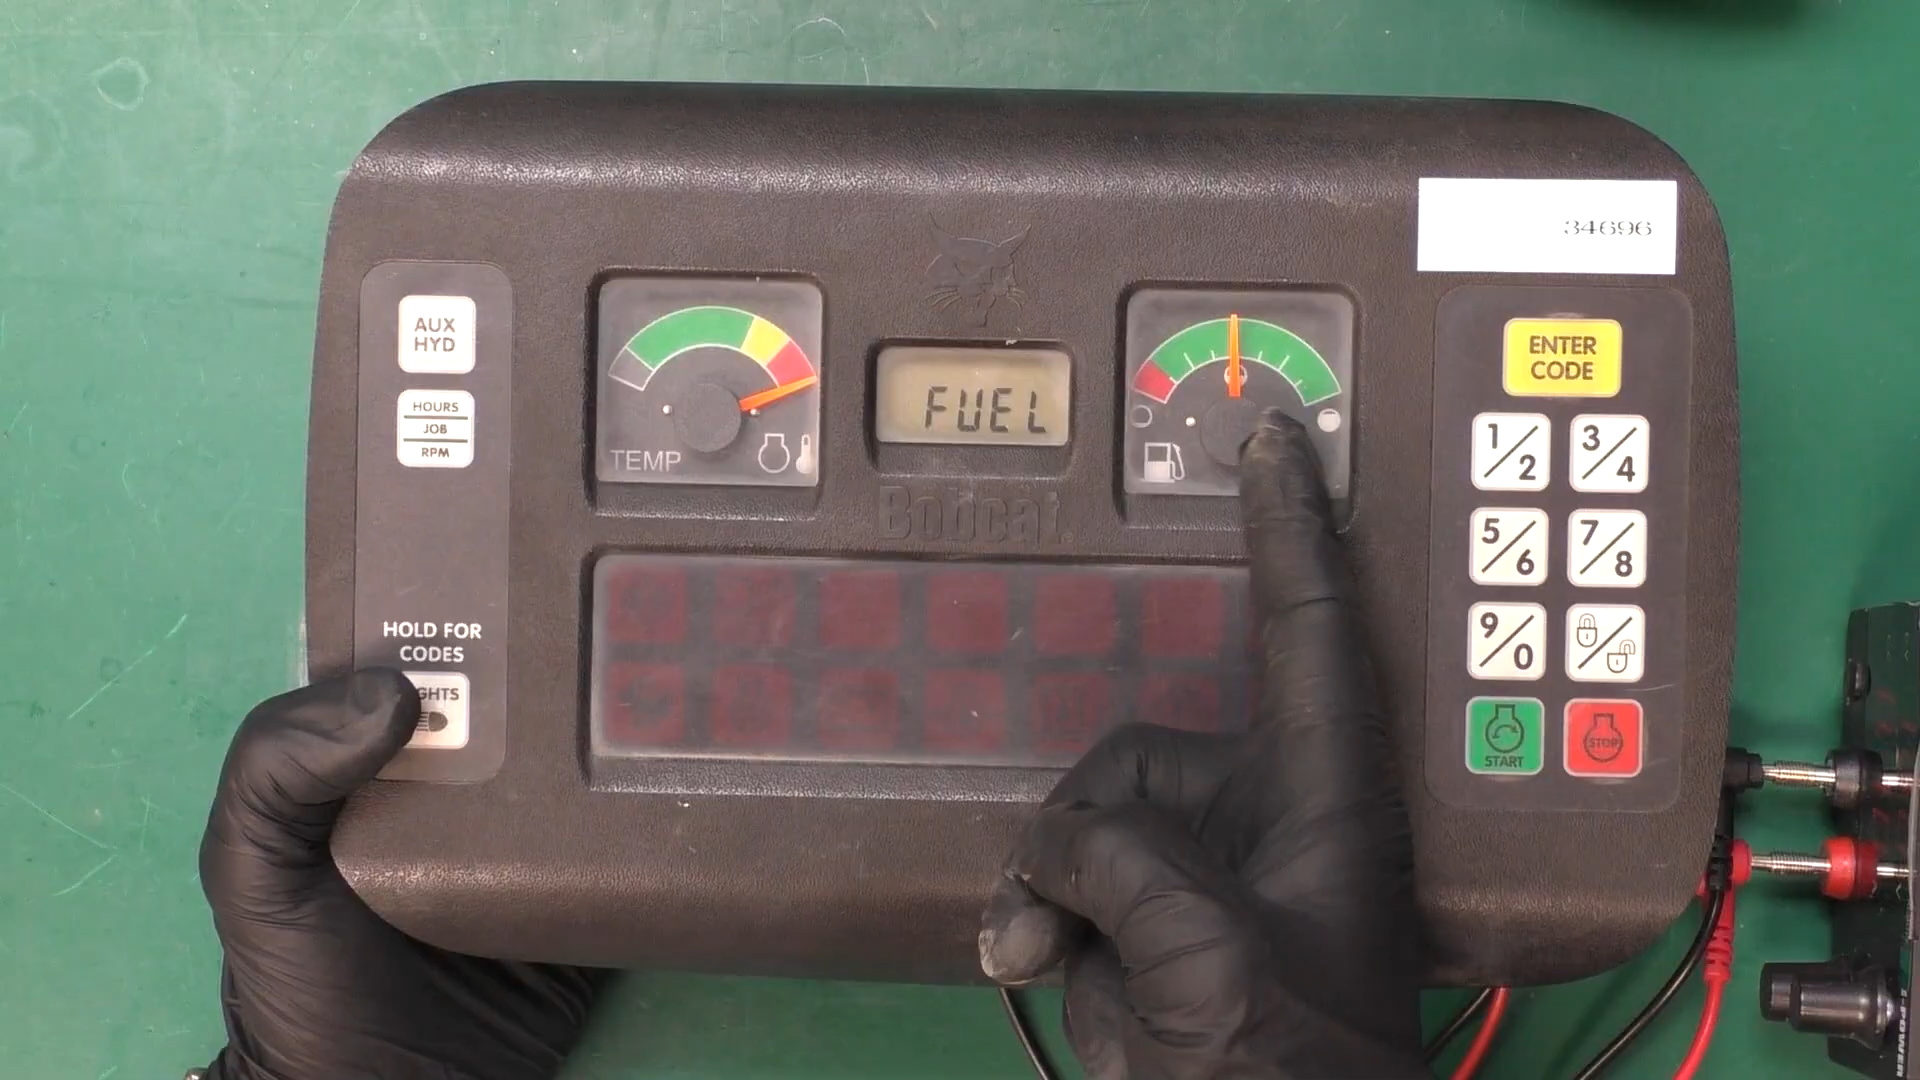 34696
AUX
HYD
HOURS
JOB
RPM
HOLD FOR
CODES
GHTS
TEMP
FUEL
Bobcat
ENTER
CODE
1/2
3/4
5/6
7/8
9/0
START
STOP